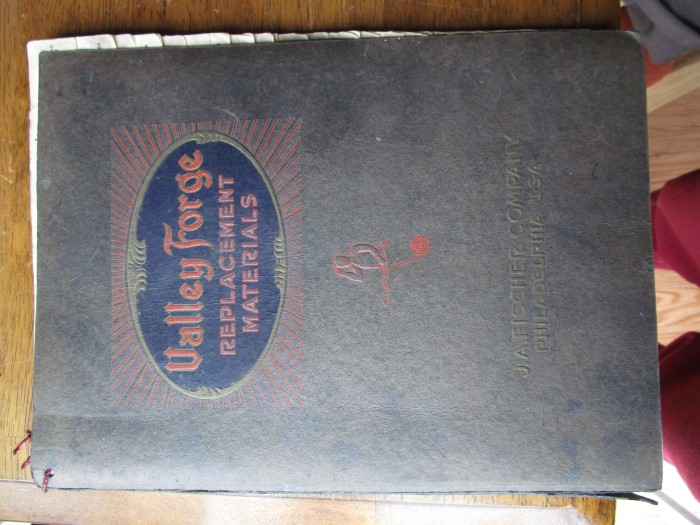 Valley Forge
REPLACEMENT
MATERIALS
J.A. FISCHER COMPANY
PHILADELPHIA U.S.A.